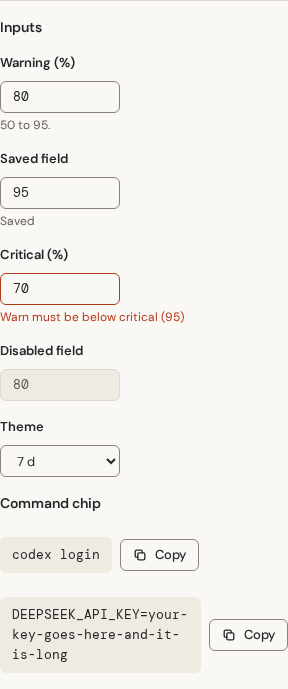 Inputs
Warning (%)
80
50 to 95.
Saved field
95
Saved
Critical (%)
70
Warn must be below critical (95)
Disabled field
80
Theme
7 d
Command chip
codex login
Copy
DEEPSEEK_API_KEY=your-
key-goes-here-and-it-
is-long
Copy